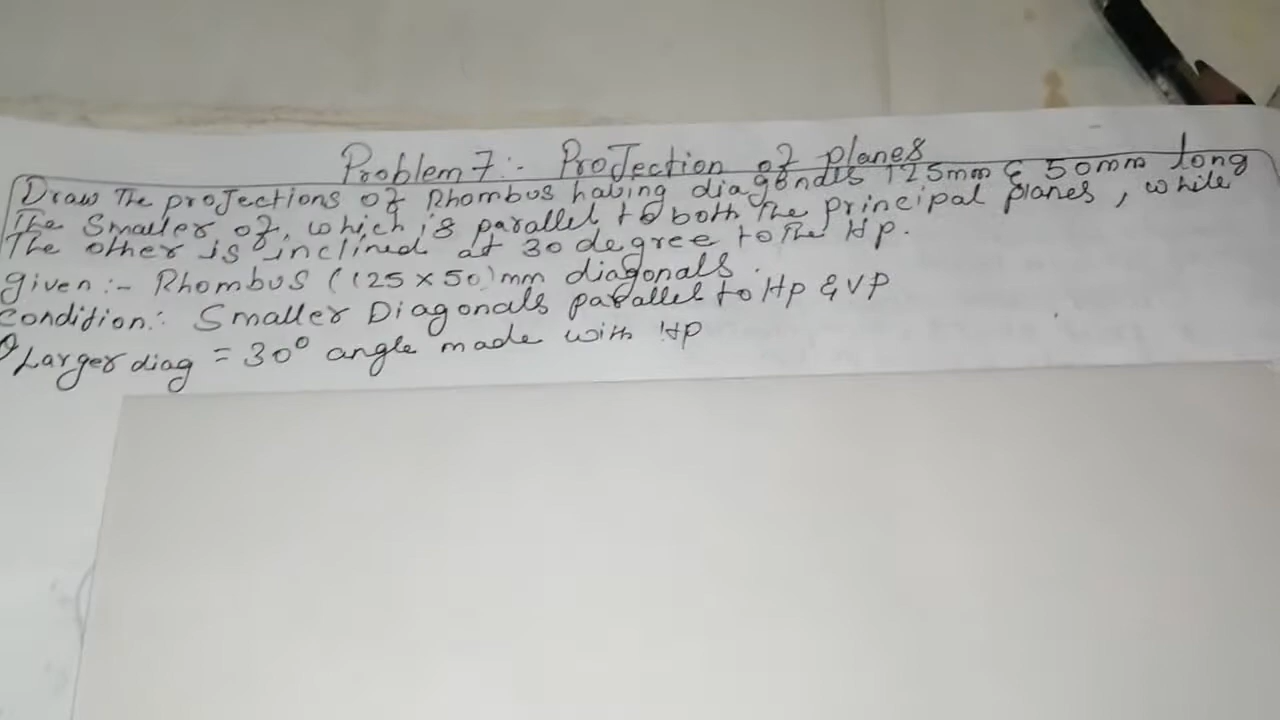 Problem 7:- ProJection of planes
Draw The proJections of Rhombus having diagonals 125mm & 50mm long
The Smaller of, which is parallel to both The principal planes, while
The other is inclined at 30 degree to The Hp.
given:- Rhombus (125×50)mm diagonals.
condition:: Smaller Diagonals parallel to Hp & VP
Larger diag = 30° angle made with Hp